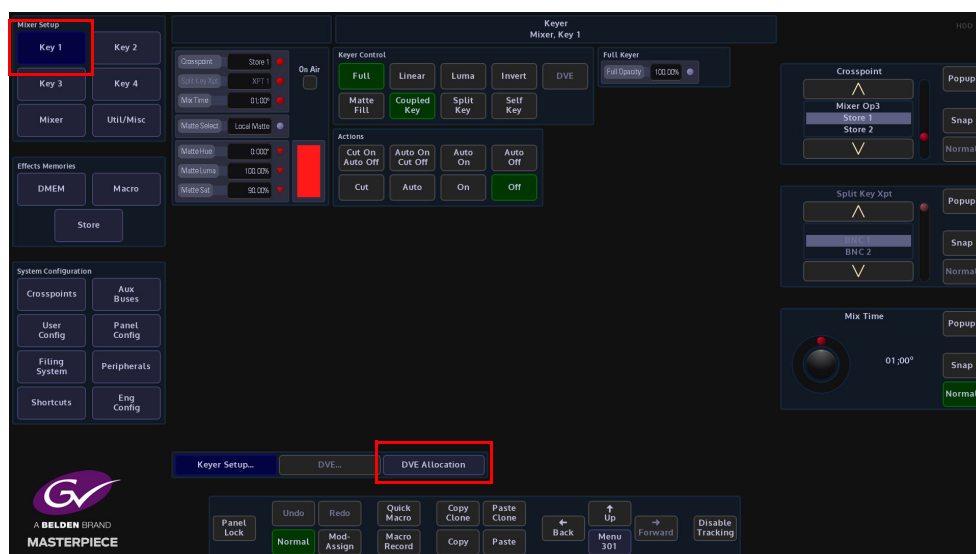 Mixer Setup
Key 1
Key 2
Key 3
Key 4
Mixer
Util/Misc
Effects Memories
DMEM
Macro
Store
System Configuration
Crosspoints
Aux
Buses
User
Config
Panel
Config
Filing
System
Peripherals
Shortcuts
Eng
Config
GV
A BELDEN BRAND
MASTERPIECE
Keyer
Mixer, Key 1
HDD
Crosspoint Store 1
Split Key Xpt XPT 1
Mix Time 01;00°
Matte Select Local Matte
Matte Hue 0.000°
Matte Luma 100.00%
Matte Sat 90.00%
On Air
Keyer Control
Full
Linear
Luma
Invert
DVE
Matte
Fill
Coupled
Key
Split
Key
Self
Key
Full Keyer
Full Opacity 100.00%
Actions
Cut On
Auto Off
Auto On
Cut Off
Auto
On
Auto
Off
Cut
Auto
On
Off
Crosspoint
Mixer Op3
Store 1
Store 2
Popup
Snap
Normal
Split Key Xpt
BNC 1
BNC 2
Popup
Snap
Normal
Mix Time
01;00°
Popup
Snap
Normal
Keyer Setup...
DVE...
DVE Allocation
Panel
Lock
Undo
Redo
Quick
Macro
Copy
Clone
Paste
Clone
Normal
Mod-
Assign
Macro
Record
Copy
Paste
Back
Up
Menu
301
Forward
Disable
Tracking